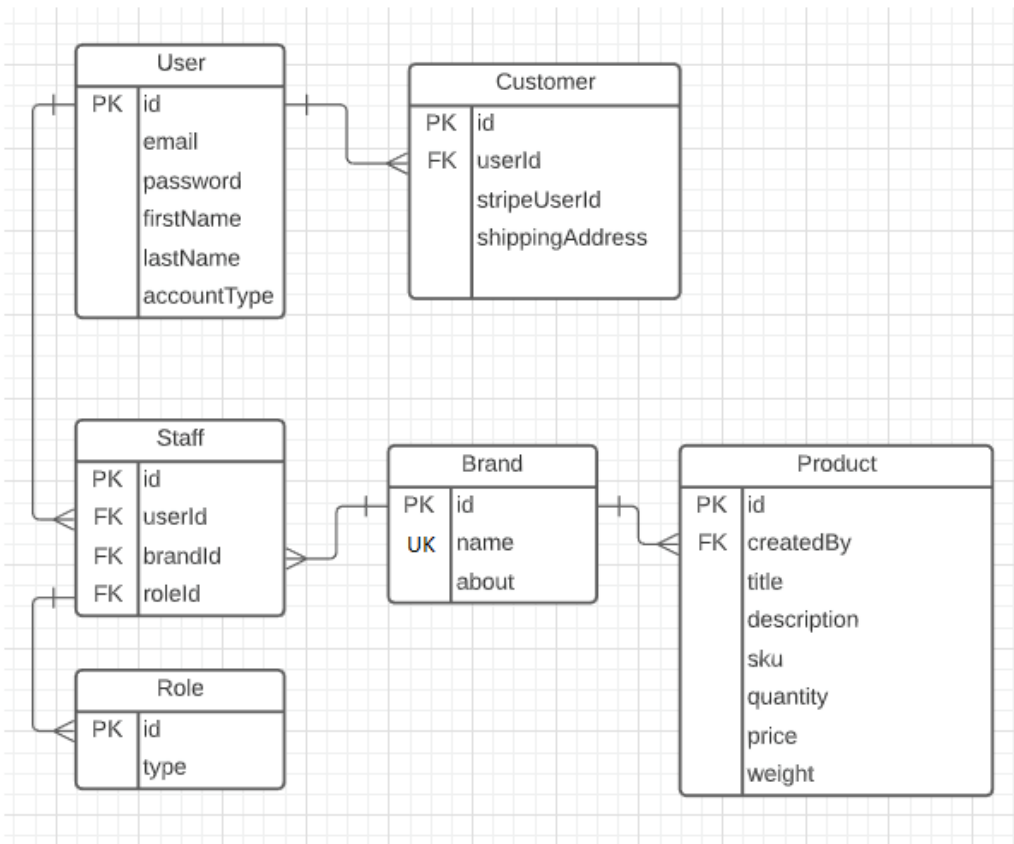 User
PK id
email
password
firstName
lastName
accountType
Customer
PK id
FK userId
stripeUserId
shippingAddress
Staff
PK id
FK userId
FK brandId
FK roleId
Brand
PK id
UK name
about
Product
PK id
FK createdBy
title
description
sku
quantity
price
weight
Role
PK id
type